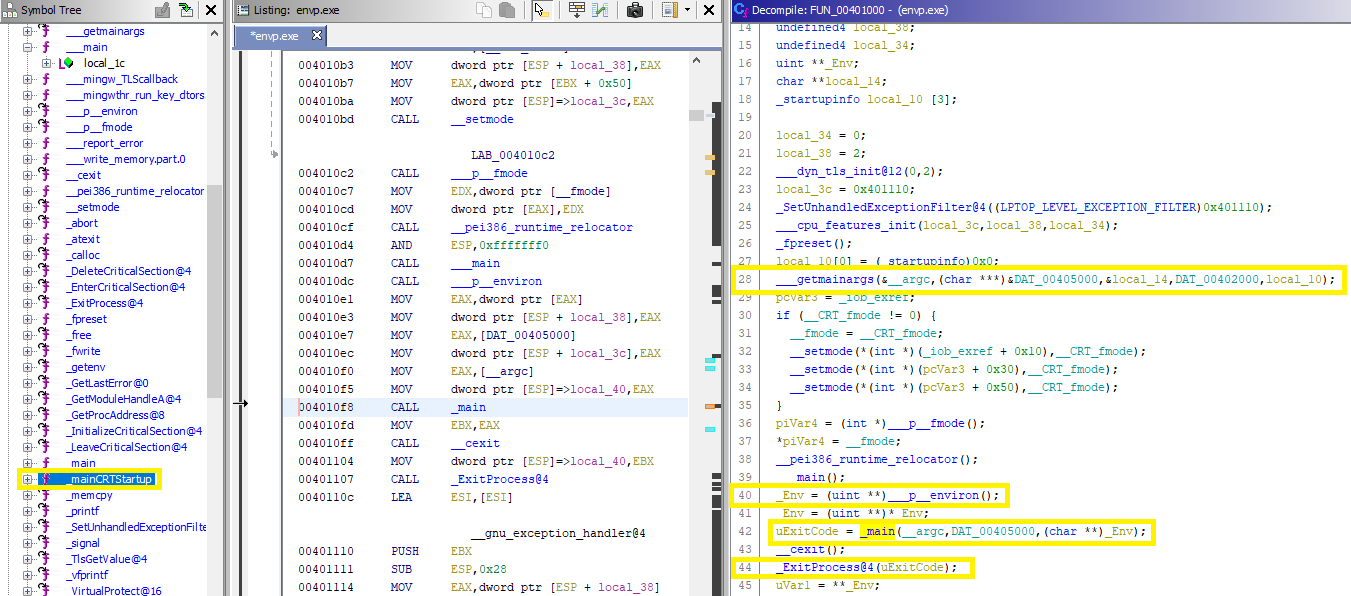 Symbol Tree
___getmainargs
___main
local_1c
___mingw_TLScallback
___mingwthr_run_key_dtors
___p__environ
___p__fmode
___report_error
___write_memory.part.0
__cexit
__pei386_runtime_relocator
__setmode
_abort
_atexit
_calloc
_DeleteCriticalSection@4
_EnterCriticalSection@4
_ExitProcess@4
_fpreset
_free
_fwrite
_getenv
_GetLastError@0
_GetModuleHandleA@4
_GetProcAddress@8
_InitializeCriticalSection@4
_LeaveCriticalSection@4
_main
_mainCRTStartup
_memcpy
_printf
_SetUnhandledExceptionFilte
_signal
_TlsGetValue@4
_vfprintf
_VirtualProtect@16
Listing: envp.exe
*envp.exe
004010b3 MOV dword ptr [ESP + local_38],EAX
004010b7 MOV EAX,dword ptr [EBX + 0x50]
004010ba MOV dword ptr [ESP]=>local_3c,EAX
004010bd CALL __setmode
LAB_004010c2
004010c2 CALL ___p__fmode
004010c7 MOV EDX,dword ptr [__fmode]
004010cd MOV dword ptr [EAX],EDX
004010cf CALL __pei386_runtime_relocator
004010d4 AND ESP,0xfffffff0
004010d7 CALL ___main
004010dc CALL ___p__environ
004010e1 MOV EAX,dword ptr [EAX]
004010e3 MOV dword ptr [ESP + local_38],EAX
004010e7 MOV EAX,[DAT_00405000]
004010ec MOV dword ptr [ESP + local_3c],EAX
004010f0 MOV EAX,[__argc]
004010f5 MOV dword ptr [ESP]=>local_40,EAX
004010f8 CALL _main
004010fd MOV EBX,EAX
004010ff CALL __cexit
00401104 MOV dword ptr [ESP]=>local_40,EBX
00401107 CALL _ExitProcess@4
0040110c LEA ESI,[ESI]
__gnu_exception_handler@4
00401110 PUSH EBX
00401111 SUB ESP,0x28
00401114 MOV EAX,dword ptr [ESP + local_38]
Decompile: FUN_00401000 - (envp.exe)
14 undefined4 local_38;
15 undefined4 local_34;
16 uint **_Env;
17 char **local_14;
18 _startupinfo local_10 [3];
19
20 local_34 = 0;
21 local_38 = 2;
22 ___dyn_tls_init@12(0,2);
23 local_3c = 0x401110;
24 _SetUnhandledExceptionFilter@4((LPTOP_LEVEL_EXCEPTION_FILTER)0x401110);
25 ___cpu_features_init(local_3c,local_38,local_34);
26 _fpreset();
27 local_10[0] = (_startupinfo)0x0;
28 ___getmainargs(&__argc,(char ***)&DAT_00405000,&local_14,DAT_00402000,local_10);
29 pcVar3 = _iob_exref;
30 if (__CRT_fmode != 0) {
31 __fmode = __CRT_fmode;
32 __setmode(*(int *)(_iob_exref + 0x10),__CRT_fmode);
33 __setmode(*(int *)(pcVar3 + 0x30),__CRT_fmode);
34 __setmode(*(int *)(pcVar3 + 0x50),__CRT_fmode);
35 }
36 piVar4 = (int *)___p__fmode();
37 *piVar4 = __fmode;
38 __pei386_runtime_relocator();
39 ___main();
40 _Env = (uint **)___p__environ();
41 _Env = (uint **)*_Env;
42 uExitCode = _main(__argc,DAT_00405000,(char **)_Env);
43 __cexit();
44 _ExitProcess@4(uExitCode);
45 uVar1 = **_Env;